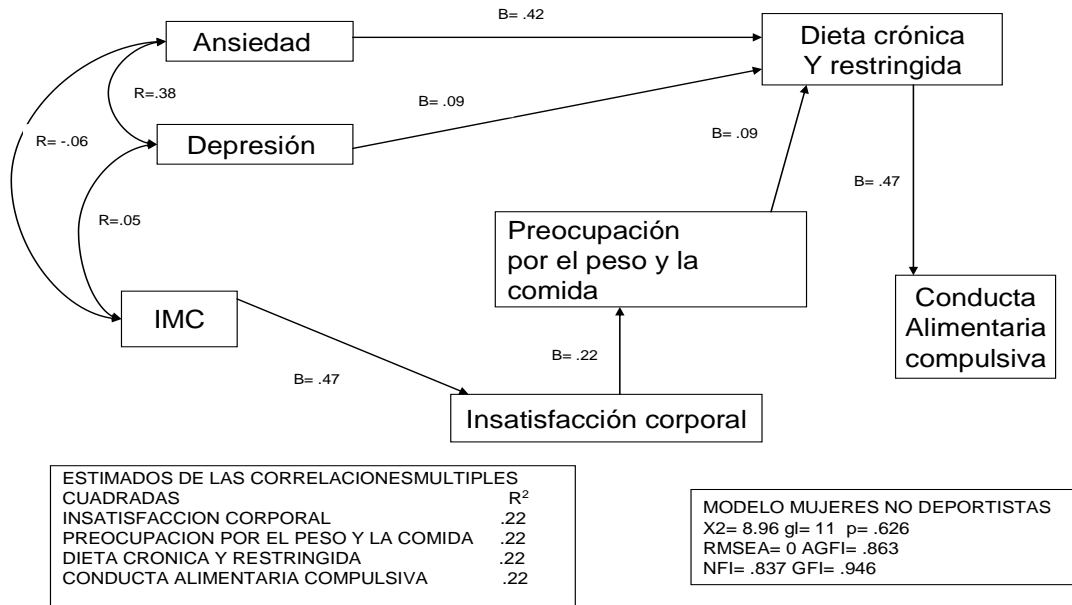 B= .42
Ansiedad
Dieta crónica
Y restringida
R=.38
B= .09
R= -.06
Depresión
B= .09
B= .47
R=.05
Preocupación
por el peso y la
comida
IMC
Conducta
Alimentaria
compulsiva
B= .22
B= .47
Insatisfacción corporal
ESTIMADOS DE LAS CORRELACIONESMULTIPLES
CUADRADAS R²
INSATISFACCION CORPORAL .22
PREOCUPACION POR EL PESO Y LA COMIDA .22
DIETA CRONICA Y RESTRINGIDA .22
CONDUCTA ALIMENTARIA COMPULSIVA .22
MODELO MUJERES NO DEPORTISTAS
X2= 8.96 gl= 11 p= .626
RMSEA= 0 AGFI= .863
NFI= .837 GFI= .946